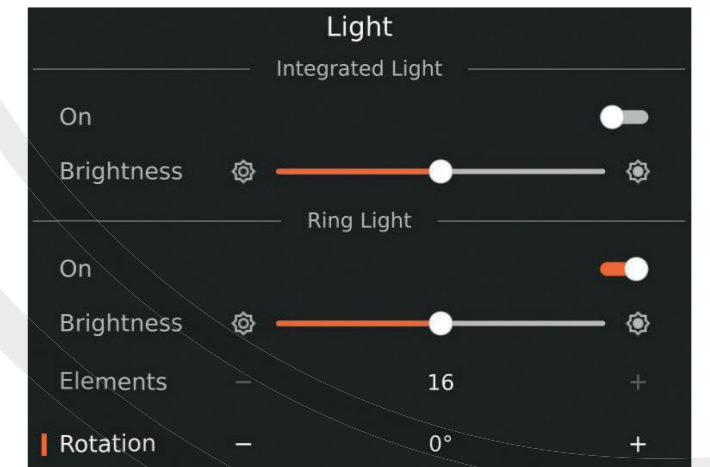 Light
Integrated Light
On
Brightness
Ring Light
On
Brightness
Elements − 16 +
Rotation − 0° +